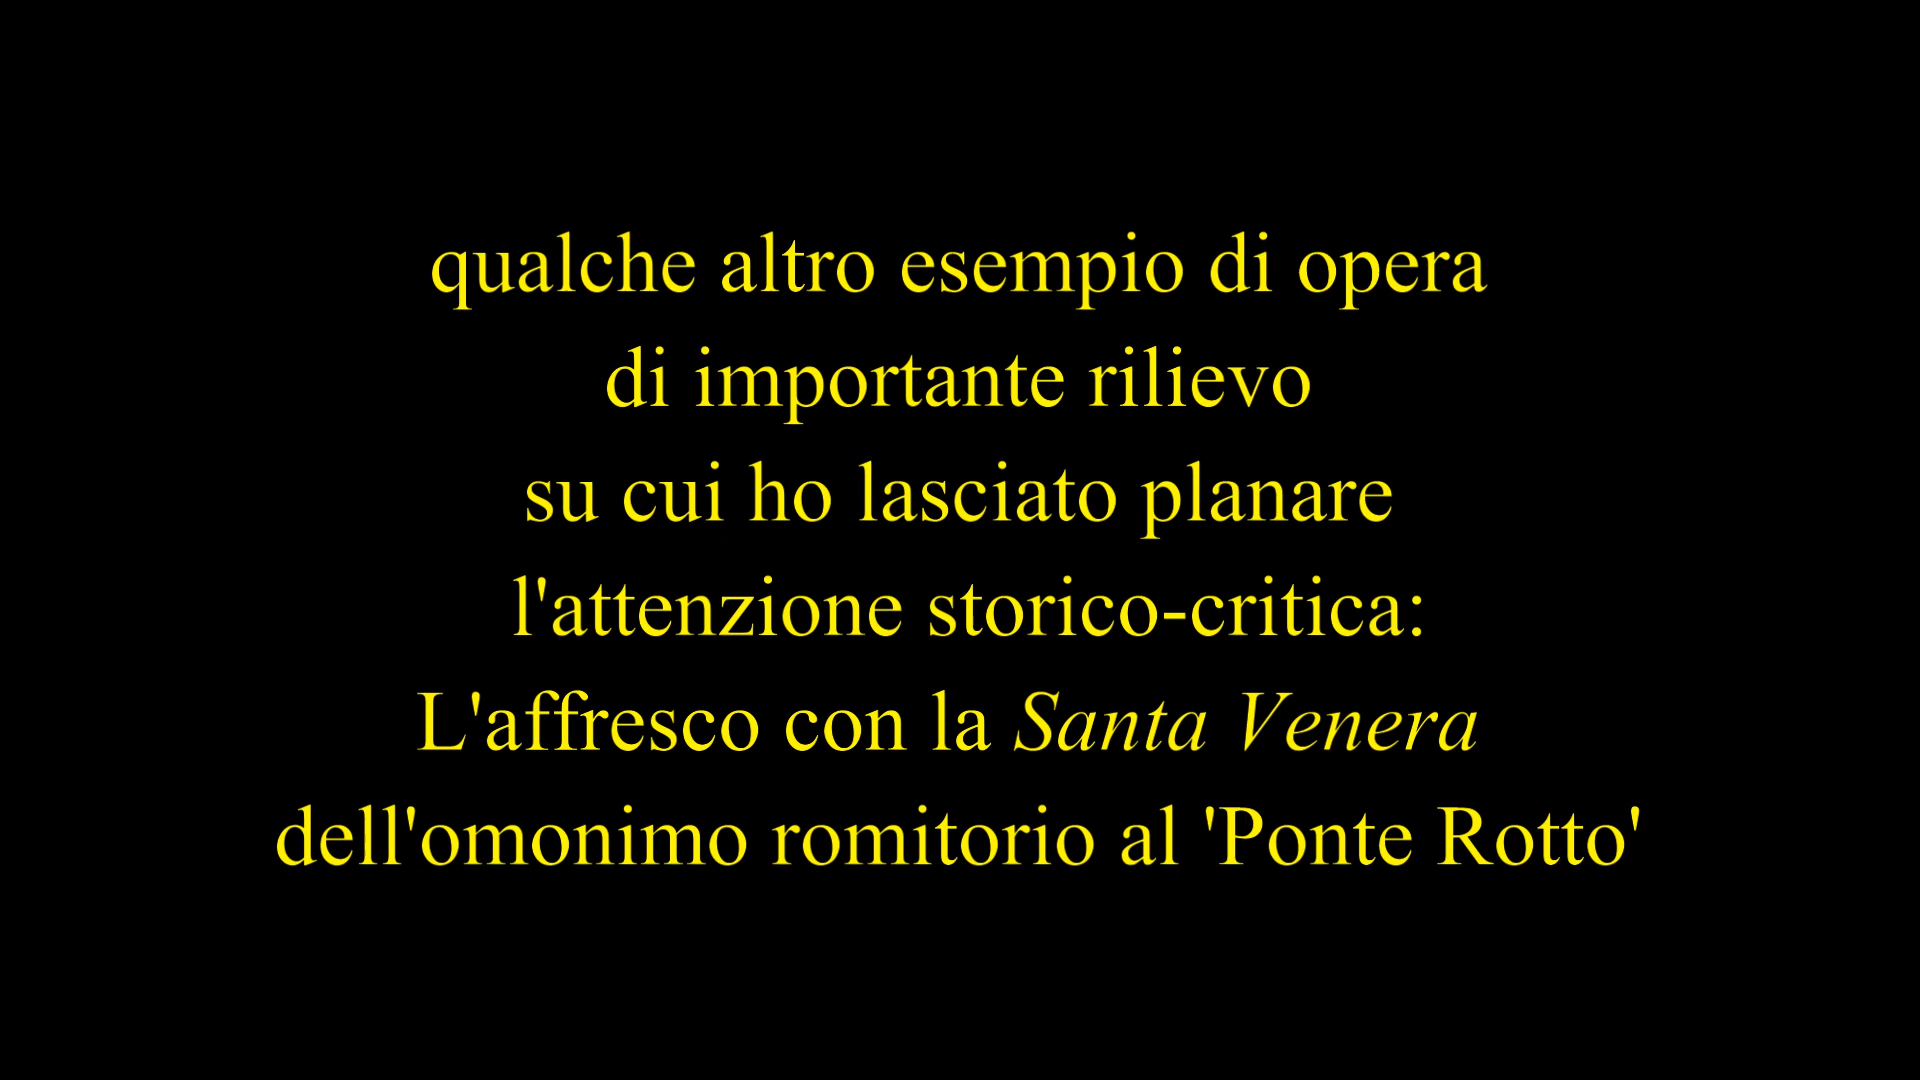 qualche altro esempio di opera
di importante rilievo
su cui ho lasciato planare
l'attenzione storico-critica:
L'affresco con la Santa Venera
dell'omonimo romitorio al 'Ponte Rotto'